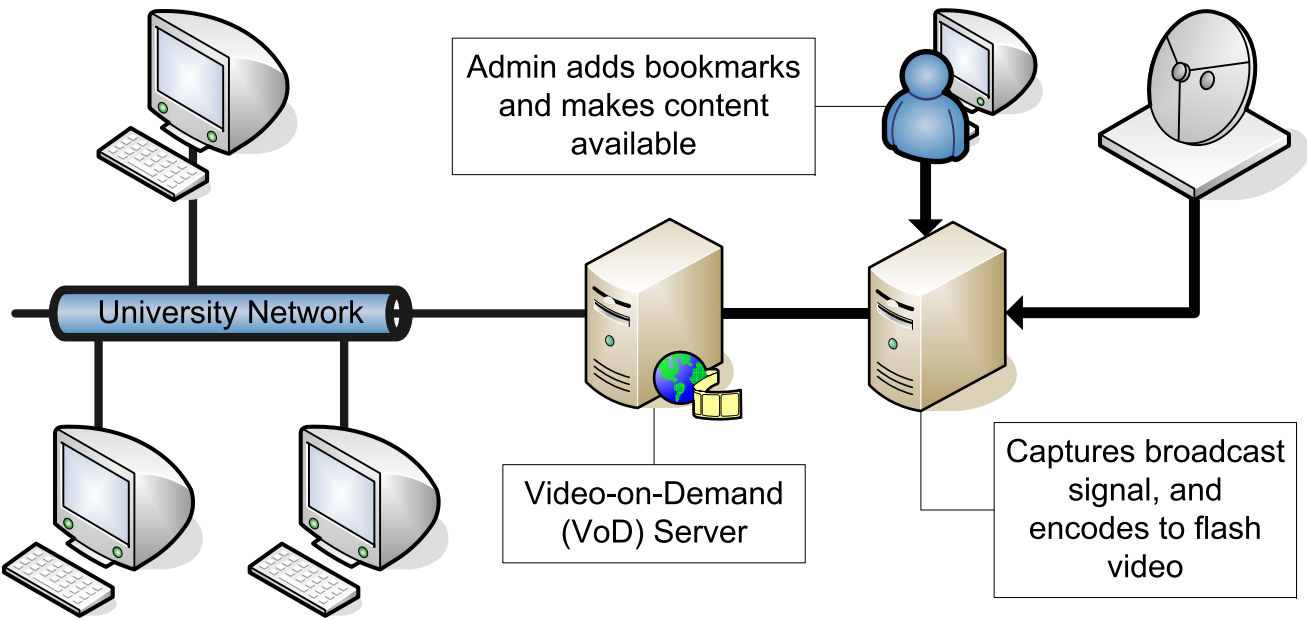 Admin adds bookmarks
and makes content
available
University Network
Video-on-Demand
(VoD) Server
Captures broadcast
signal, and
encodes to flash
video